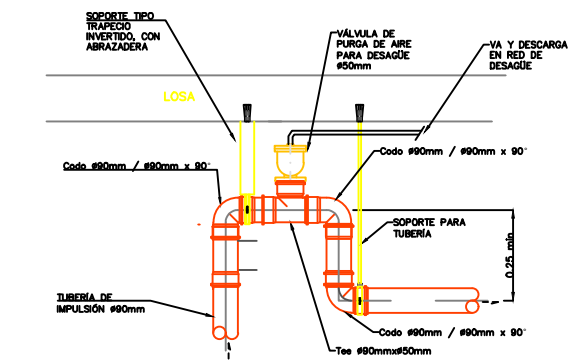 SOPORTE TIPO
TRAPECIO
INVERTIDO, CON
ABRAZADERA
VÁLVULA DE
PURGA DE AIRE
PARA DESAGÜE
ø50mm
VA Y DESCARGA
EN RED DE
DESAGÜE
LOSA
Codo ø90mm / ø90mm x 90°
Codo ø90mm / ø90mm x 90°
SOPORTE PARA
TUBERÍA
0.25 min
TUBERÍA DE
IMPULSIÓN ø90mm
Codo ø90mm / ø90mm x 90°
Tee ø90mmxø50mm